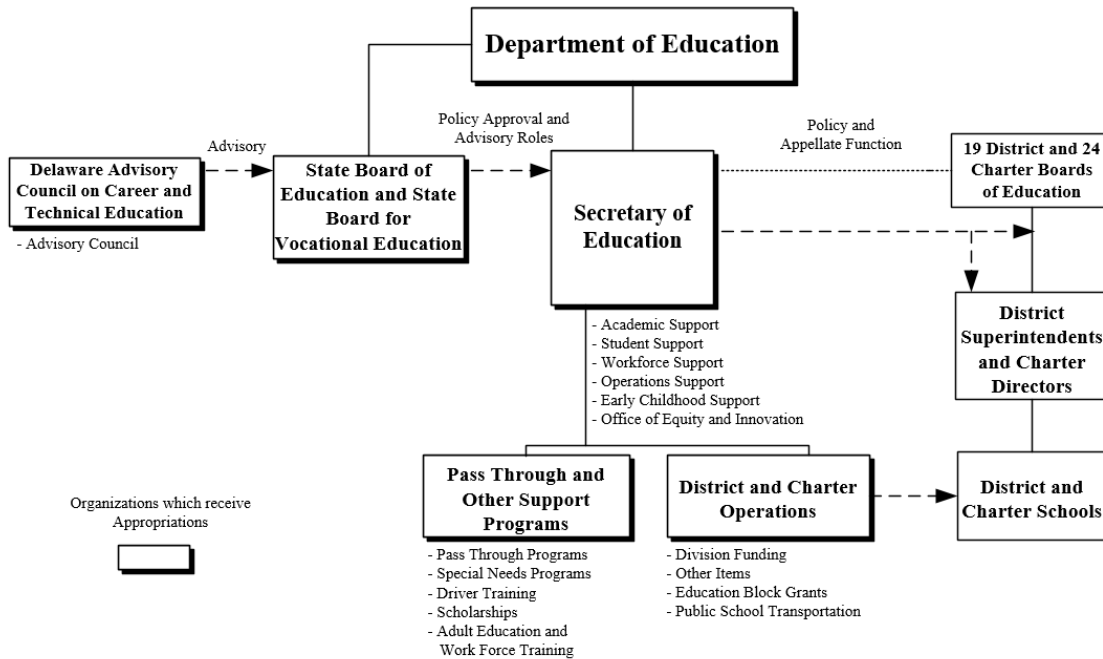 Department of Education
Policy Approval and
Advisory Roles
Policy and
Appellate Function
Advisory
Delaware Advisory
Council on Career and
Technical Education
- Advisory Council
State Board of
Education and State
Board for
Vocational Education
Secretary of
Education
19 District and 24
Charter Boards
of Education
- Academic Support
- Student Support
- Workforce Support
- Operations Support
- Early Childhood Support
- Office of Equity and Innovation
District
Superintendents
and Charter
Directors
Pass Through and
Other Support
Programs
District and Charter
Operations
District and
Charter Schools
Organizations which receive
Appropriations
- Pass Through Programs
- Special Needs Programs
- Driver Training
- Scholarships
- Adult Education and
Work Force Training
- Division Funding
- Other Items
- Education Block Grants
- Public School Transportation